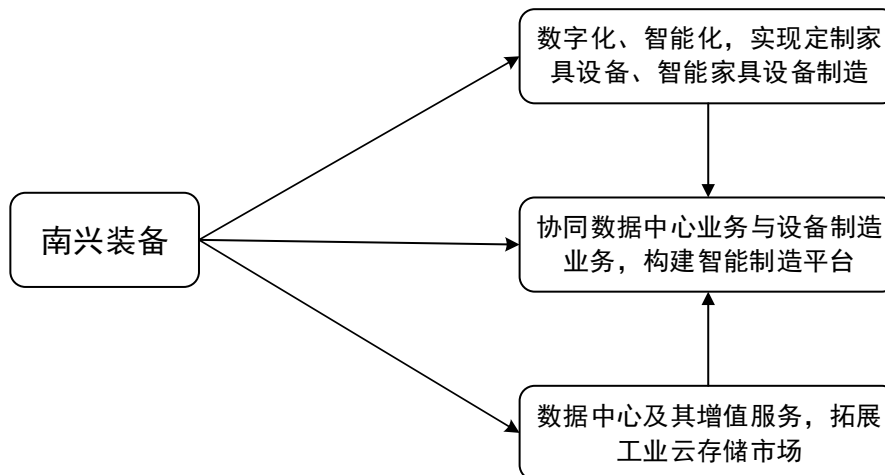 数字化、智能化，实现定制家
具设备、智能家具设备制造
南兴装备
协同数据中心业务与设备制造
业务，构建智能制造平台
数据中心及其增值服务，拓展
工业云存储市场